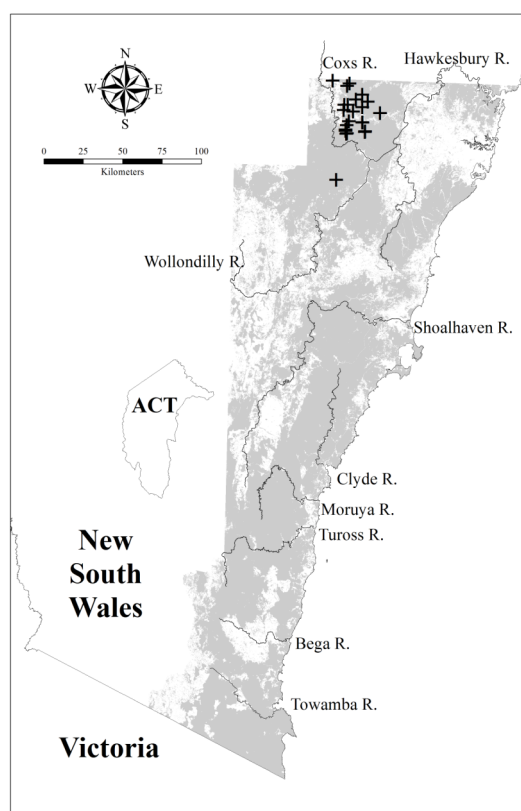 Coxs R.
Hawkesbury R.
N
W E
S
0 25 50 75 100
Kilometers
Wollondilly R.
Shoalhaven R.
ACT
Clyde R.
Moruya R.
Tuross R.
New
South
Wales
Bega R.
Towamba R.
Victoria